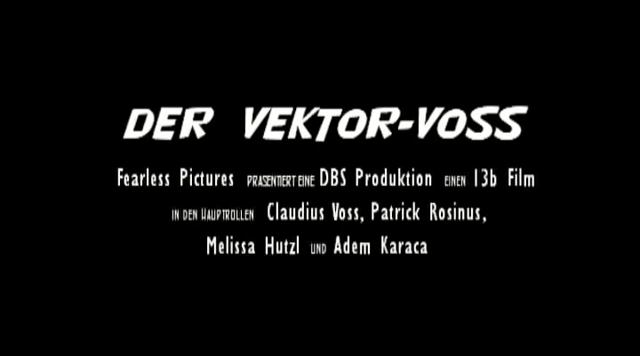 DER VEKTOR-VOSS
Fearless Pictures PRÄSENTIERT EINE DBS Produktion EINEN 13b Film
IN DEN HAUPTROLLEN Claudius Voss, Patrick Rosinus,
Melissa Hutzl UND Adem Karaca